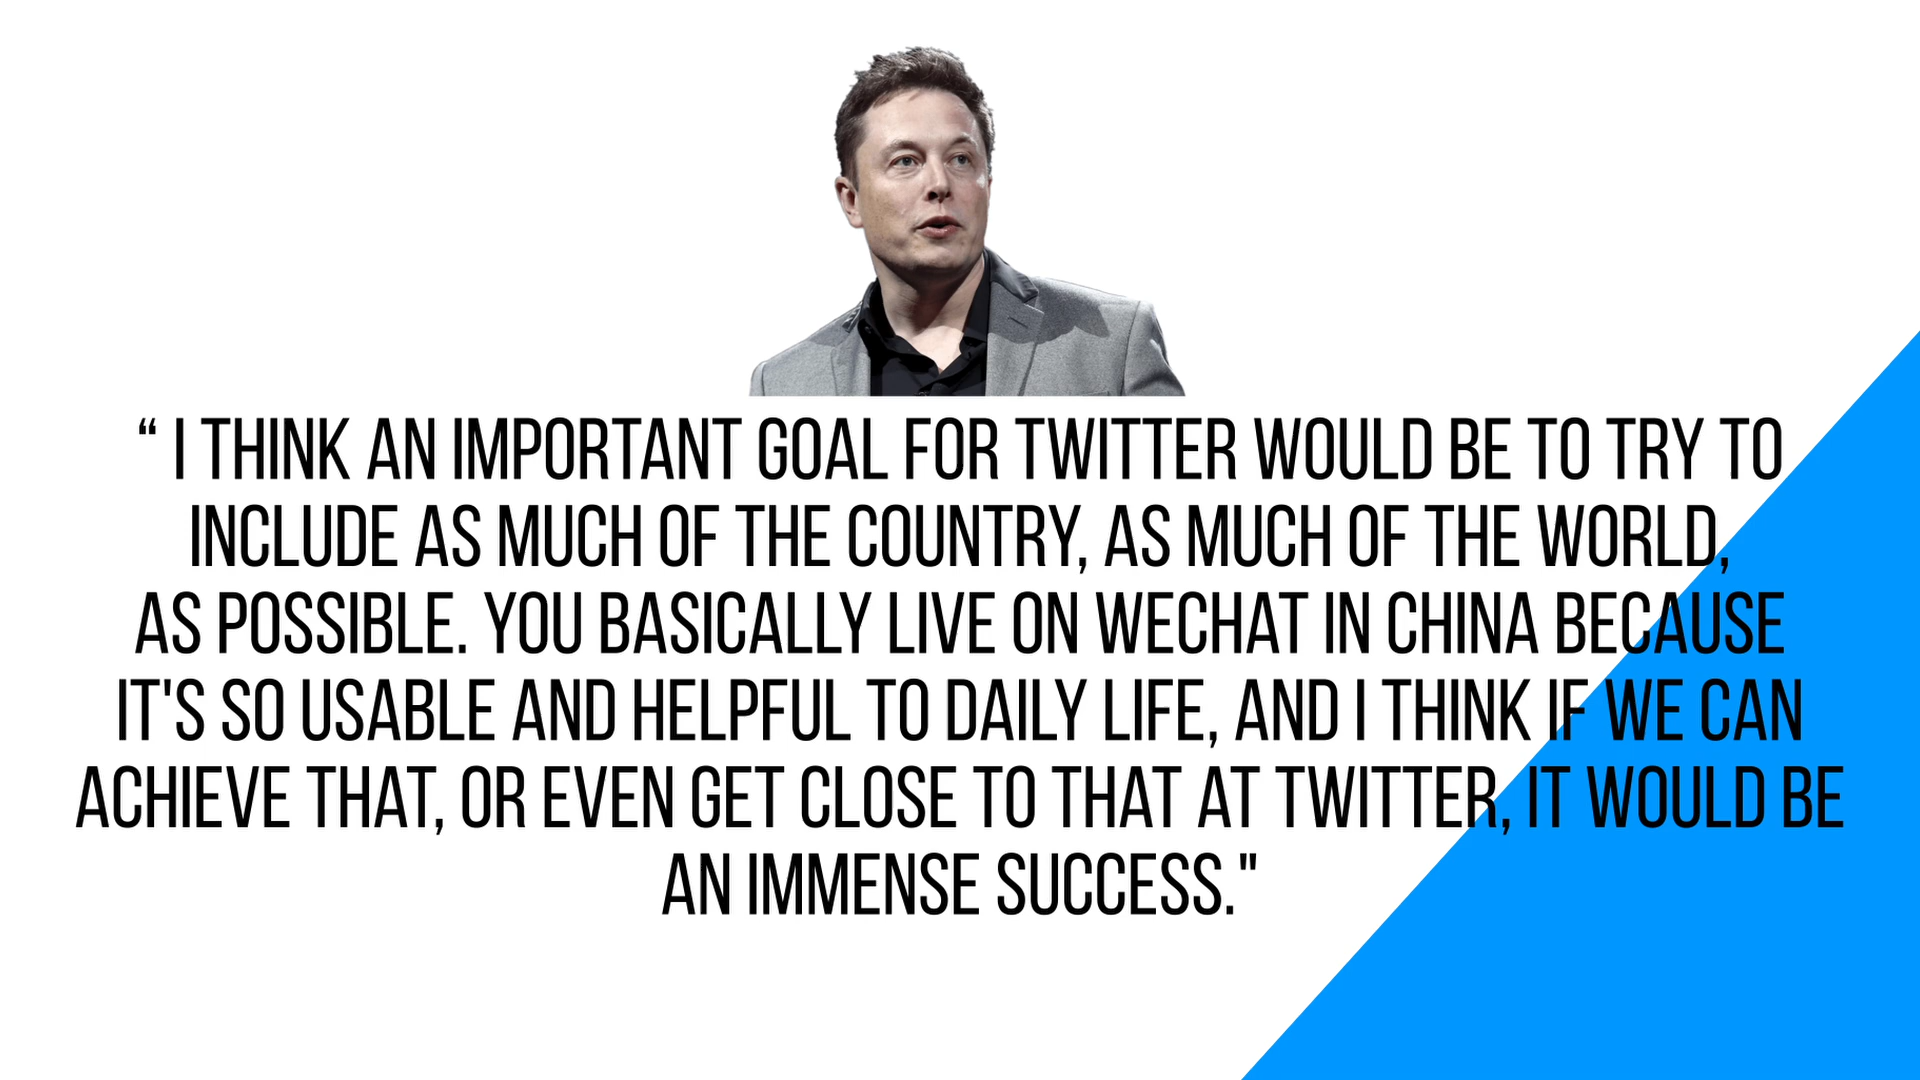 “ I THINK AN IMPORTANT GOAL FOR TWITTER WOULD BE TO TRY TO
INCLUDE AS MUCH OF THE COUNTRY, AS MUCH OF THE WORLD,
AS POSSIBLE. YOU BASICALLY LIVE ON WECHAT IN CHINA BECAUSE
IT'S SO USABLE AND HELPFUL TO DAILY LIFE, AND I THINK IF WE CAN
ACHIEVE THAT, OR EVEN GET CLOSE TO THAT AT TWITTER, IT WOULD BE
AN IMMENSE SUCCESS."